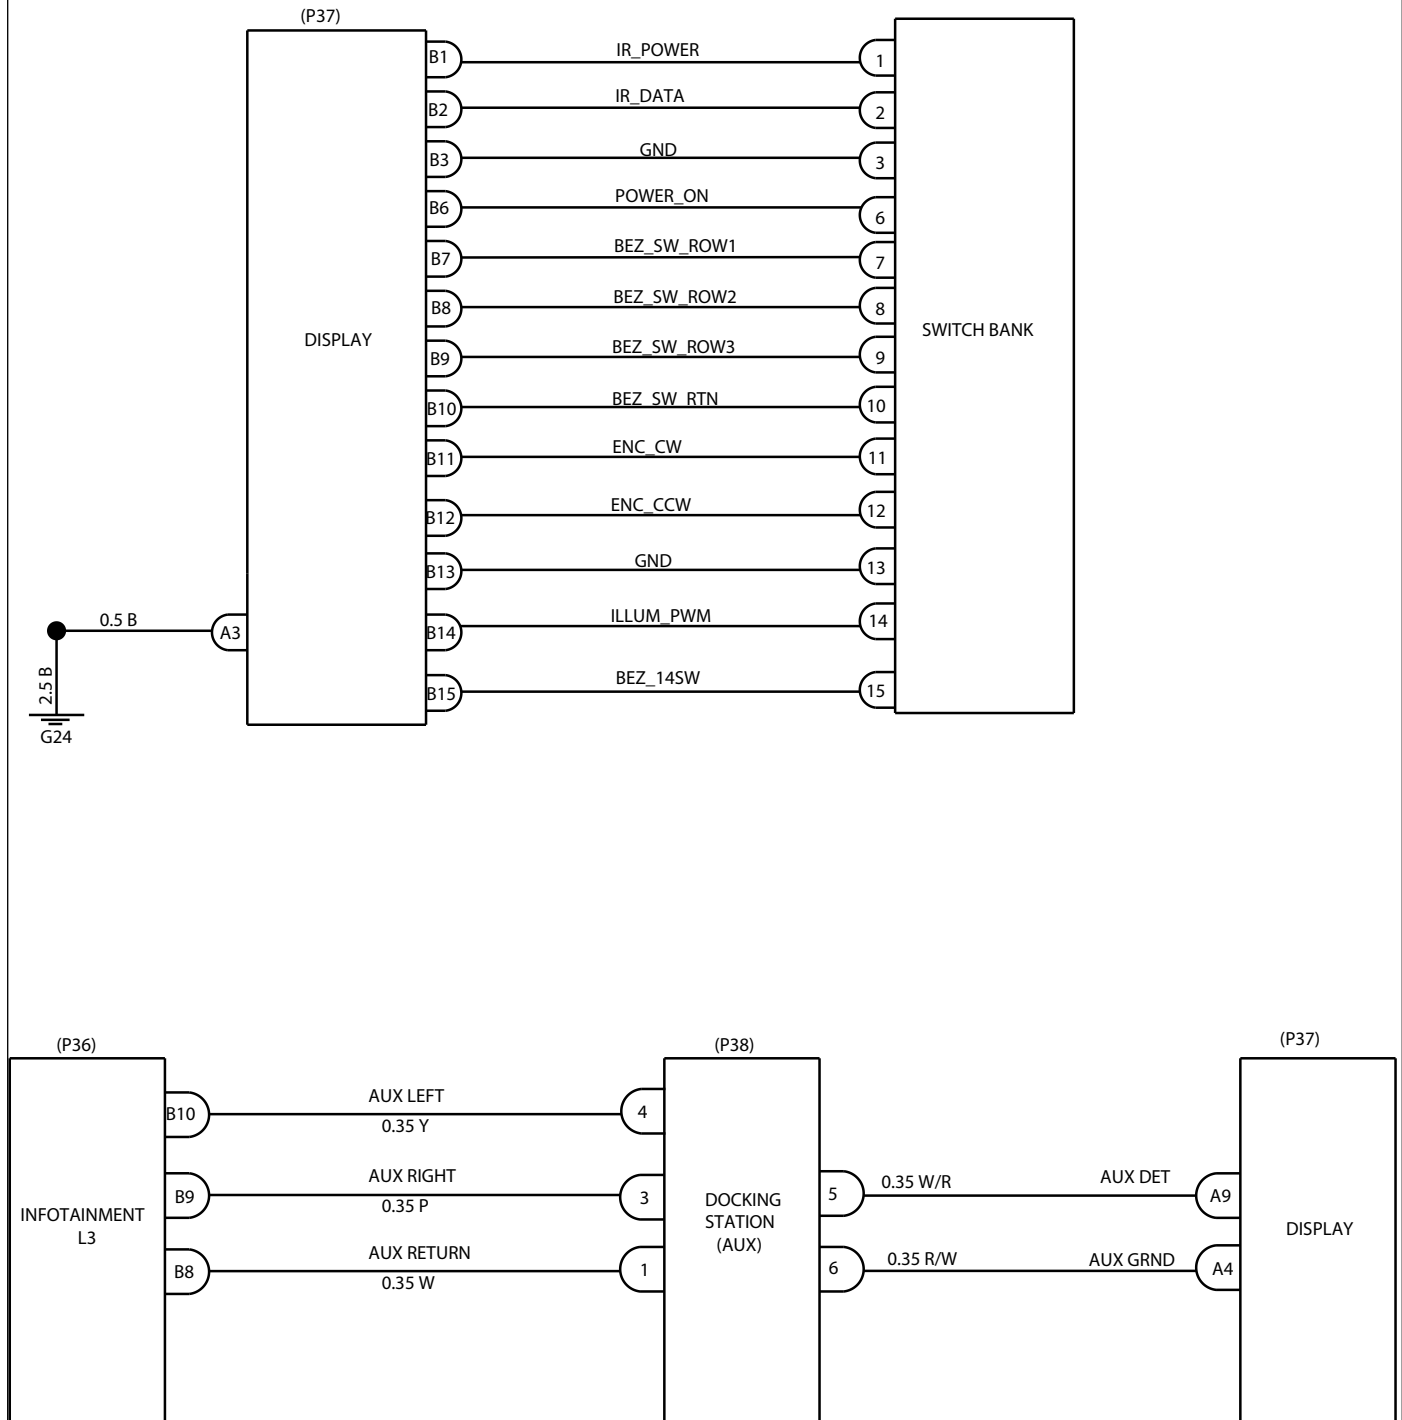 (P37)
B1 IR_POWER 1
B2 IR_DATA 2
B3 GND 3
B6 POWER_ON 6
B7 BEZ_SW_ROW1 7
B8 BEZ_SW_ROW2 8
DISPLAY
SWITCH BANK
B9 BEZ_SW_ROW3 9
B10 BEZ_SW_RTN 10
B11 ENC_CW 11
B12 ENC_CCW 12
B13 GND 13
0.5 B A3
B14 ILLUM_PWM 14
2.5 B
B15 BEZ_14SW 15
G24
(P36)
(P38)
(P37)
B10 AUX LEFT 4
0.35 Y
B9 AUX RIGHT 3
0.35 P
INFOTAINMENT
L3
B8 AUX RETURN 1
0.35 W
DOCKING
STATION
(AUX)
5 0.35 W/R AUX DET A9
6 0.35 R/W AUX GRND A4
DISPLAY